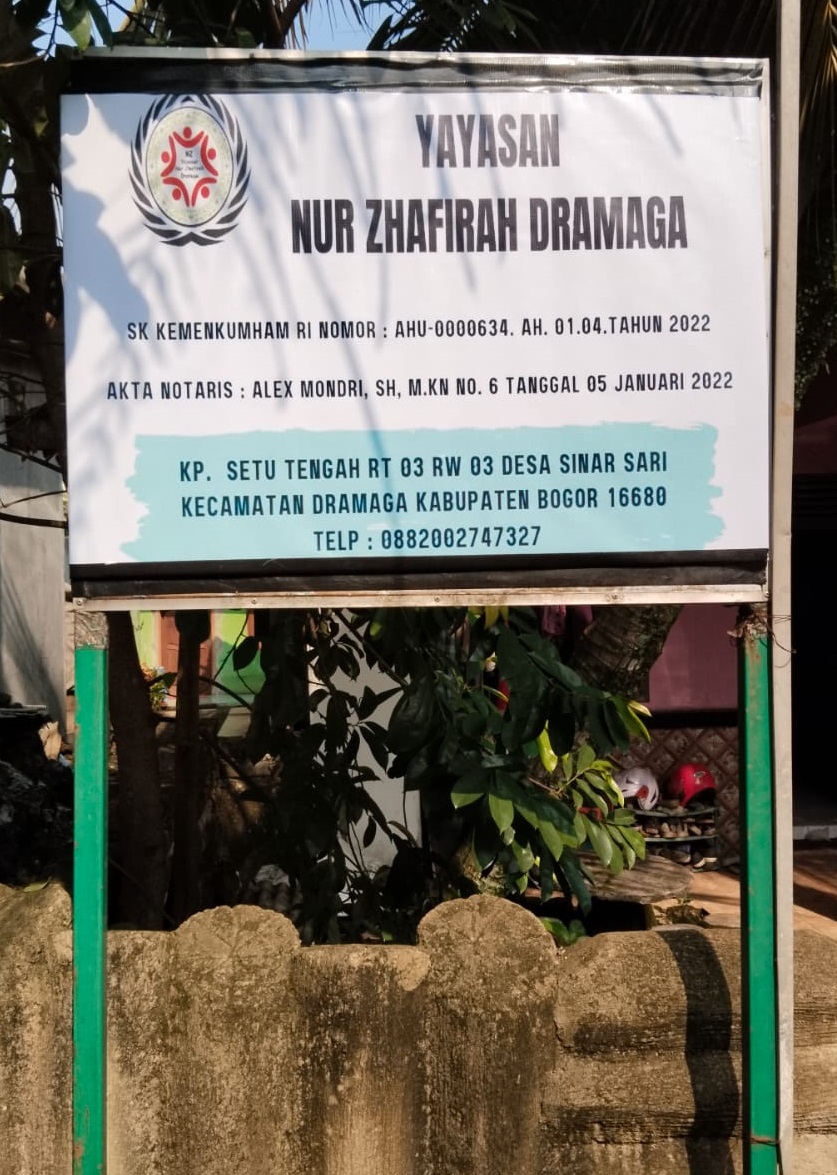 YAYASAN
NUR ZHAFIRAH DRAMAGA
SK KEMENKUMHAM RI NOMOR : AHU-0000634. AH. 01.04.TAHUN 2022
AKTA NOTARIS : ALEX MONDRI, SH, M.KN NO. 6 TANGGAL 05 JANUARI 2022
KP. SETU TENGAH RT 03 RW 03 DESA SINAR SARI
KECAMATAN DRAMAGA KABUPATEN BOGOR 16680
TELP : 0882002747327